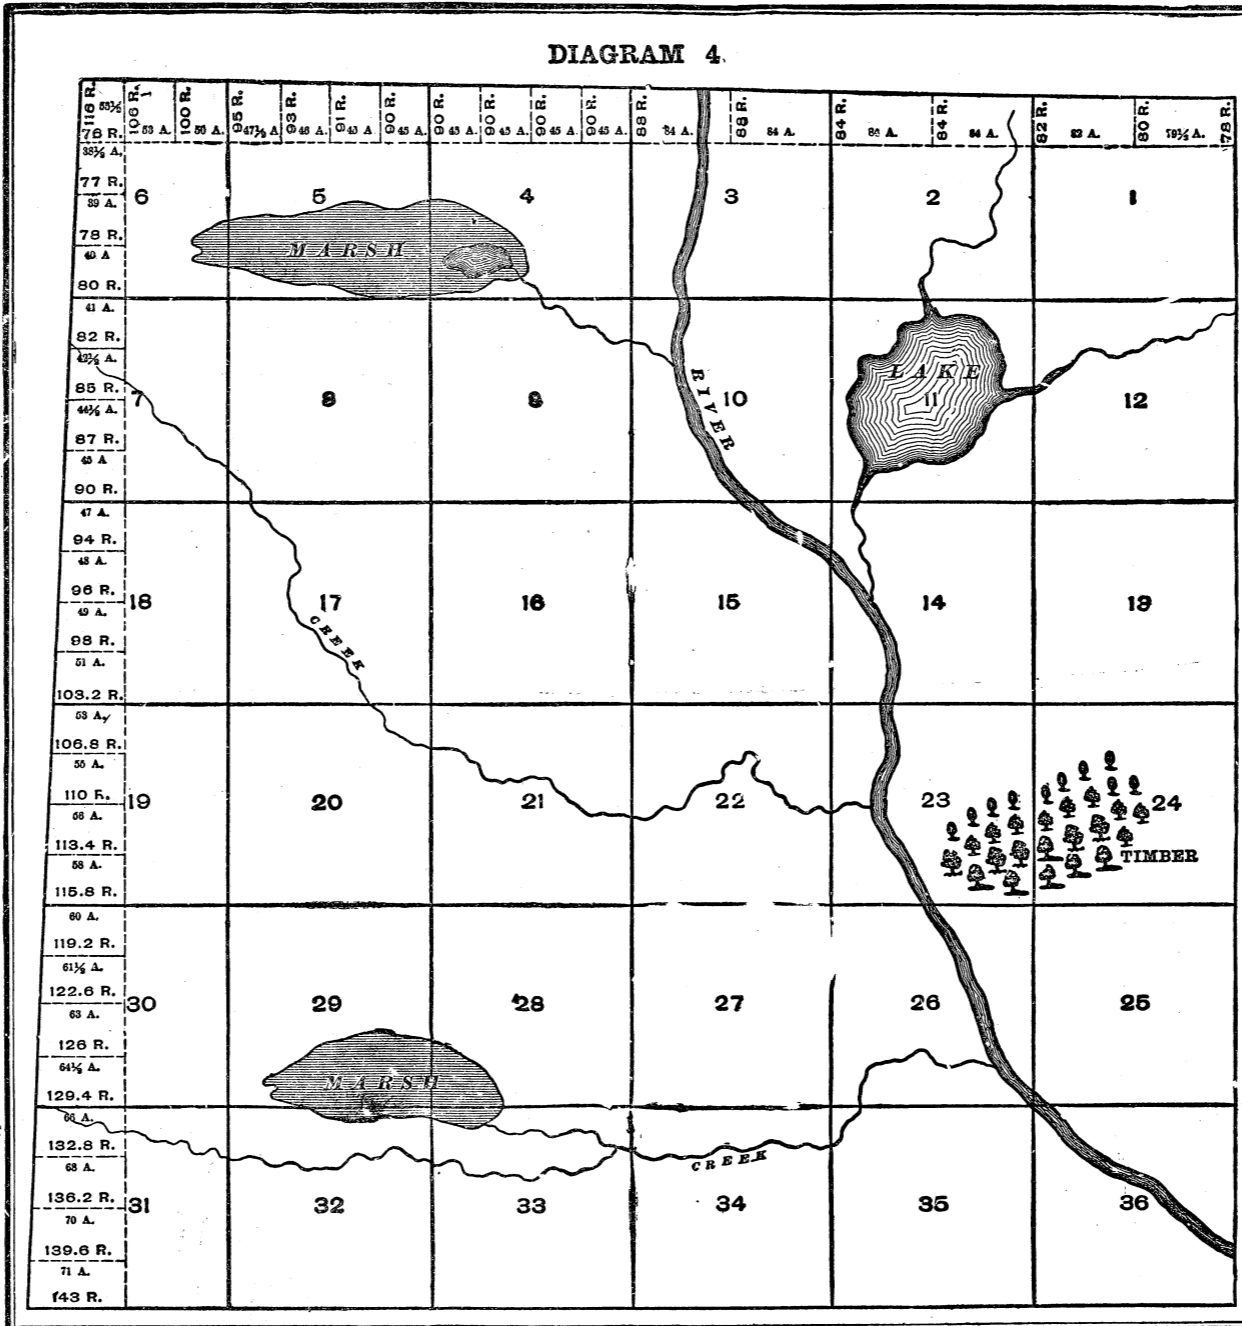 DIAGRAM 4.
116 R. 106 R. 100 R. 95 R. 93 R. 91 R. 90 R. 90 R. 90 R. 90 R. 90 R. 88 R. 88 R. 84 R. 84 R. 82 R. 80 R. 78 R.
53 A. 50 A. 47½ A 46 A. 45 A. 45 A. 45 A. 45 A. 45 A. 45 A. 84 A. 84 A. 84 A. 83 A. 79½ A.
76 R.
38½ A.
77 R.
6 5 4 3 2 1
39 A.
78 R.
MARSH
40 A
80 R.
41 A.
82 R.
42½ A.
LAKE
85 R.
7 8 9 RIVER 10 11 12
44½ A.
87 R.
45 A
90 R.
47 A.
94 R.
48 A.
96 R.
18 17 16 15 14 13
49 A.
CREEK
98 R.
51 A.
103.2 R.
53 A.
106.8 R.
55 A.
110 R.
19 20 21 22 23 24
56 A.
113.4 R.
TIMBER
58 A.
115.8 R.
60 A.
119.2 R.
61½ A.
122.6 R.
30 29 28 27 26 25
63 A.
126 R.
64½ A.
MARSH
129.4 R.
66 A.
132.8 R.
CREEK
68 A.
136.2 R.
31 32 33 34 35 36
70 A.
139.6 R.
71 A.
143 R.